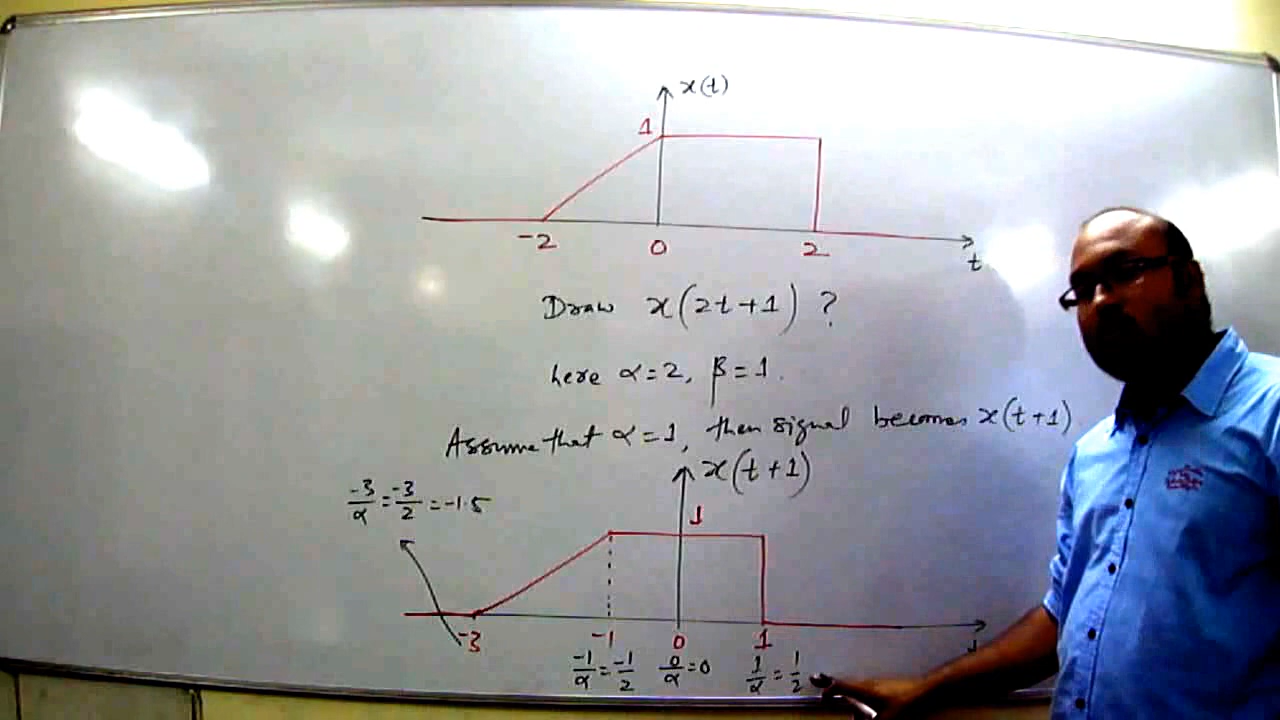 x(t)
1
-2 0 2 t
Draw x(2t+1) ?
here α=2, β=1.
Assume that α=1, then signal becomes x(t+1)
x(t+1)
-3/α = -3/2 = -1.5
1
-3 -1 0 1
-1/α = -1/2 0/α = 0 1/α = 1/2